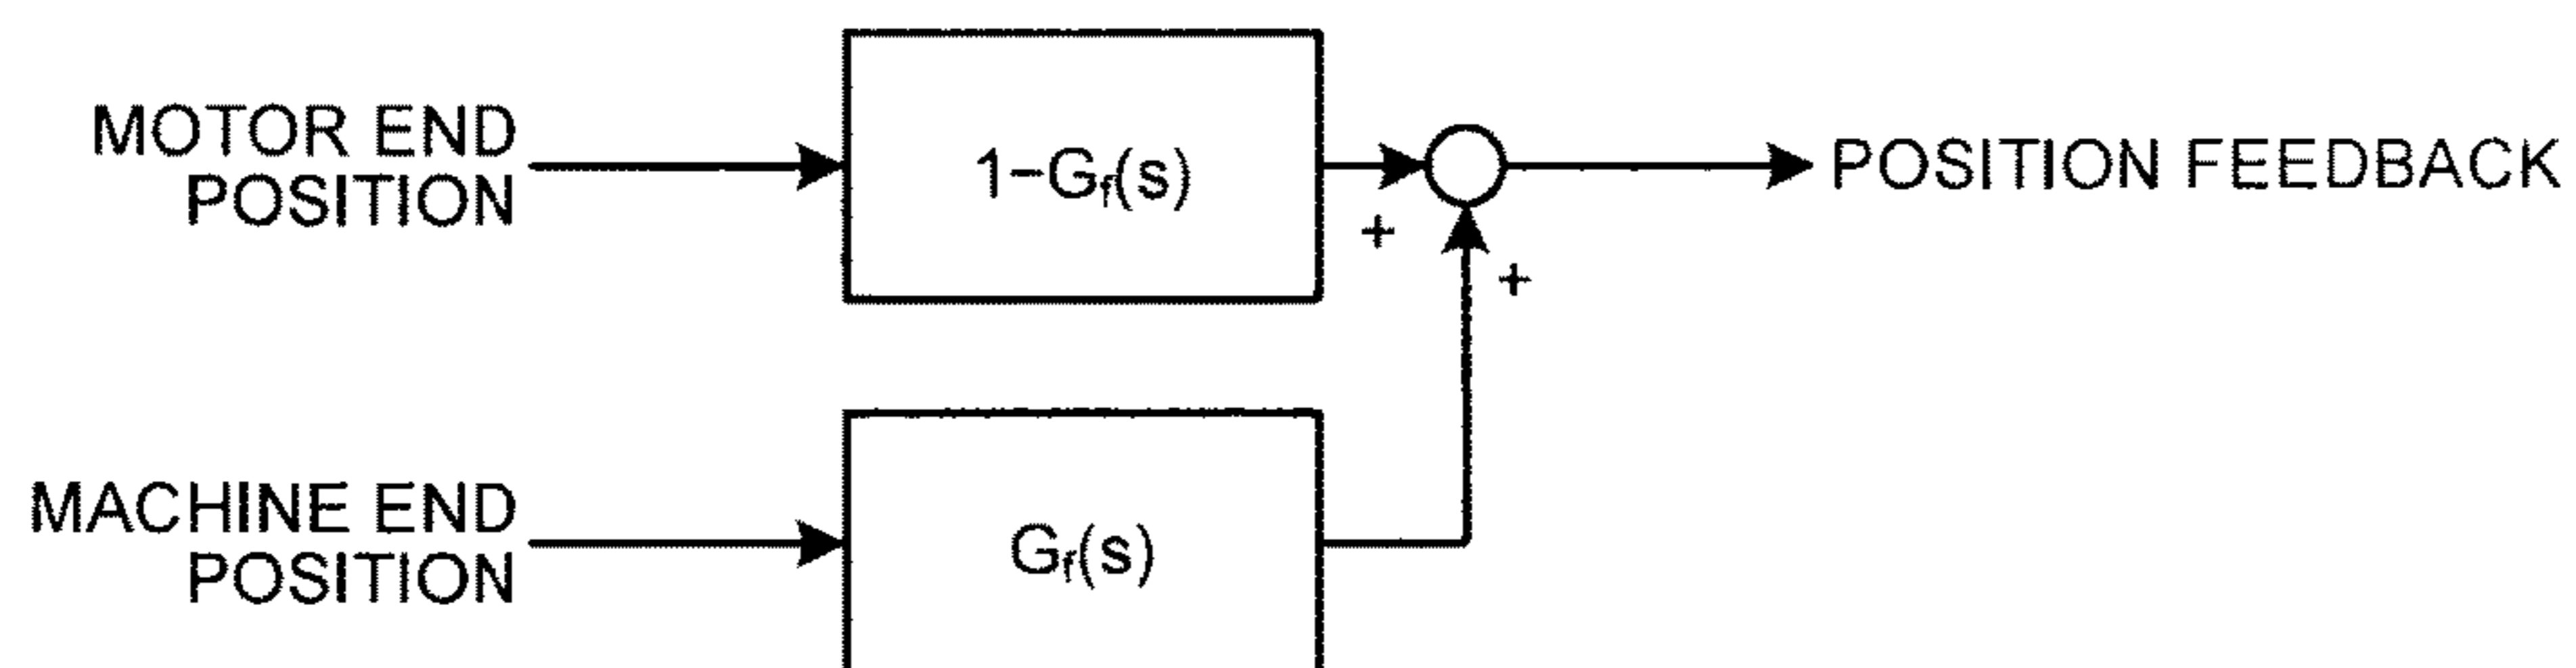 MOTOR END
POSITION
1−Gf(s)
POSITION FEEDBACK
+
+
MACHINE END
POSITION
Gf(s)